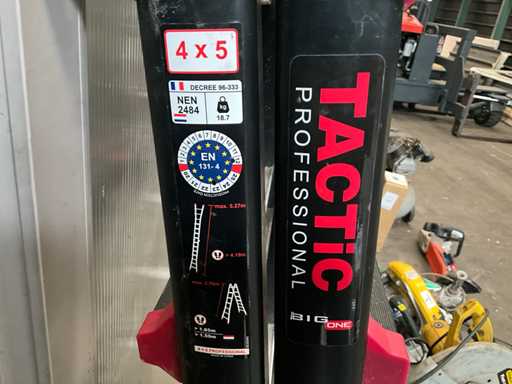 4 x 5
DECREE 96-333
NEN
2484
kg
18.7
EN
131-4
max. 5.27m
TACTiC
PROFESSIONAL
BIG
ONE